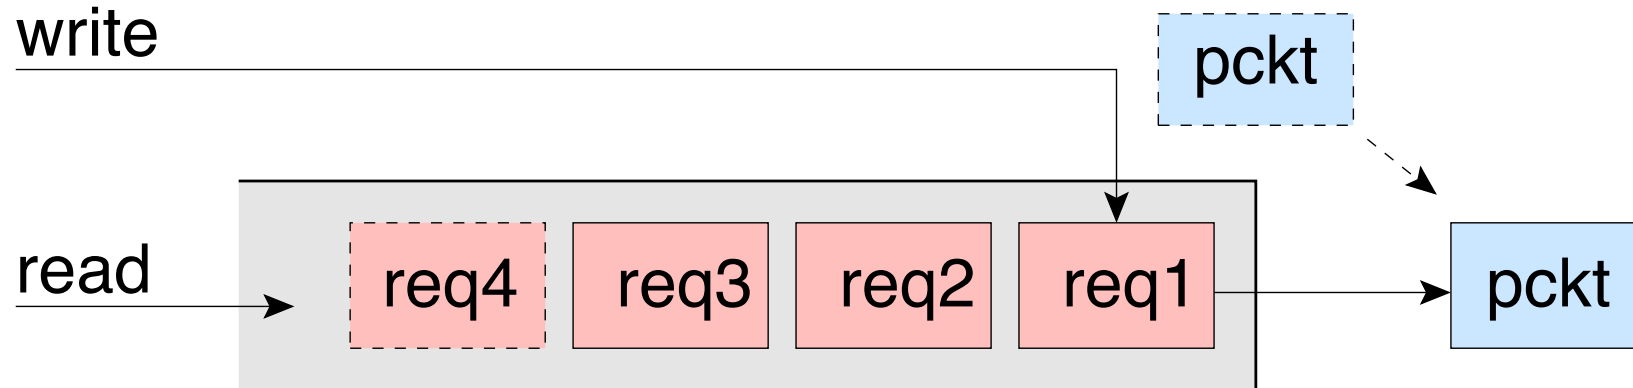 write
pckt
read
req4
req3
req2
req1
pckt